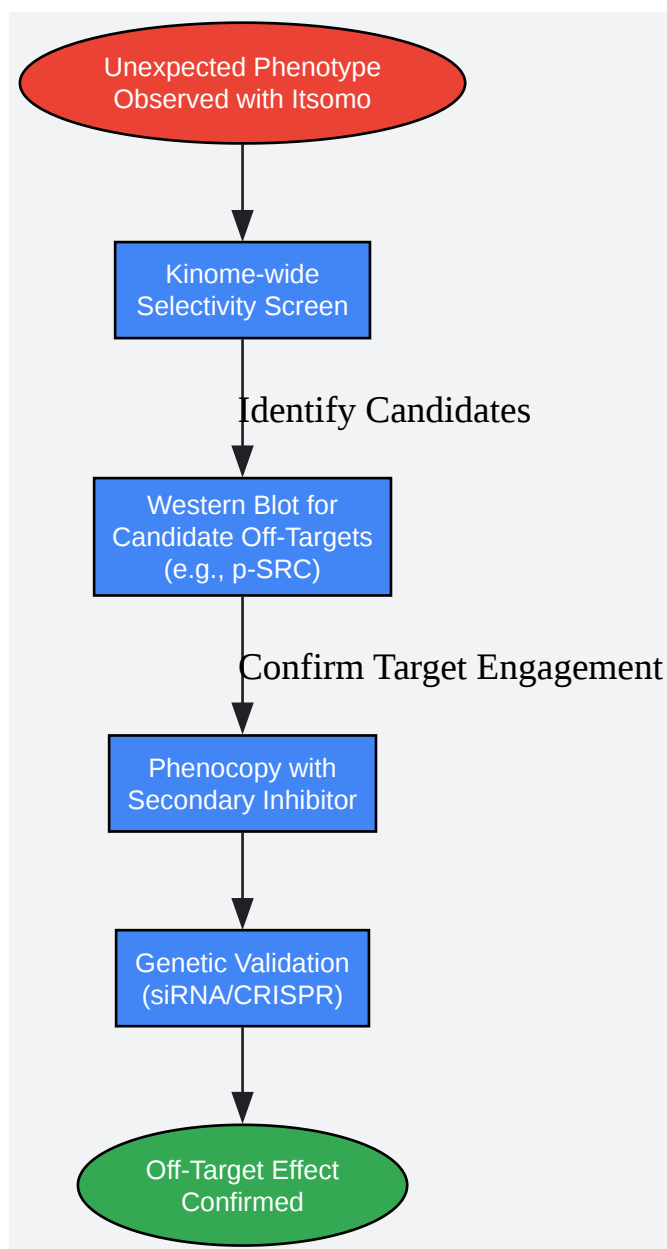 Unexpected Phenotype
Observed with Itsomo
Kinome-wide
Selectivity Screen
Identify Candidates
Western Blot for
Candidate Off-Targets
(e.g., p-SRC)
Confirm Target Engagement
Phenocopy with
Secondary Inhibitor
Genetic Validation
(siRNA/CRISPR)
Off-Target Effect
Confirmed